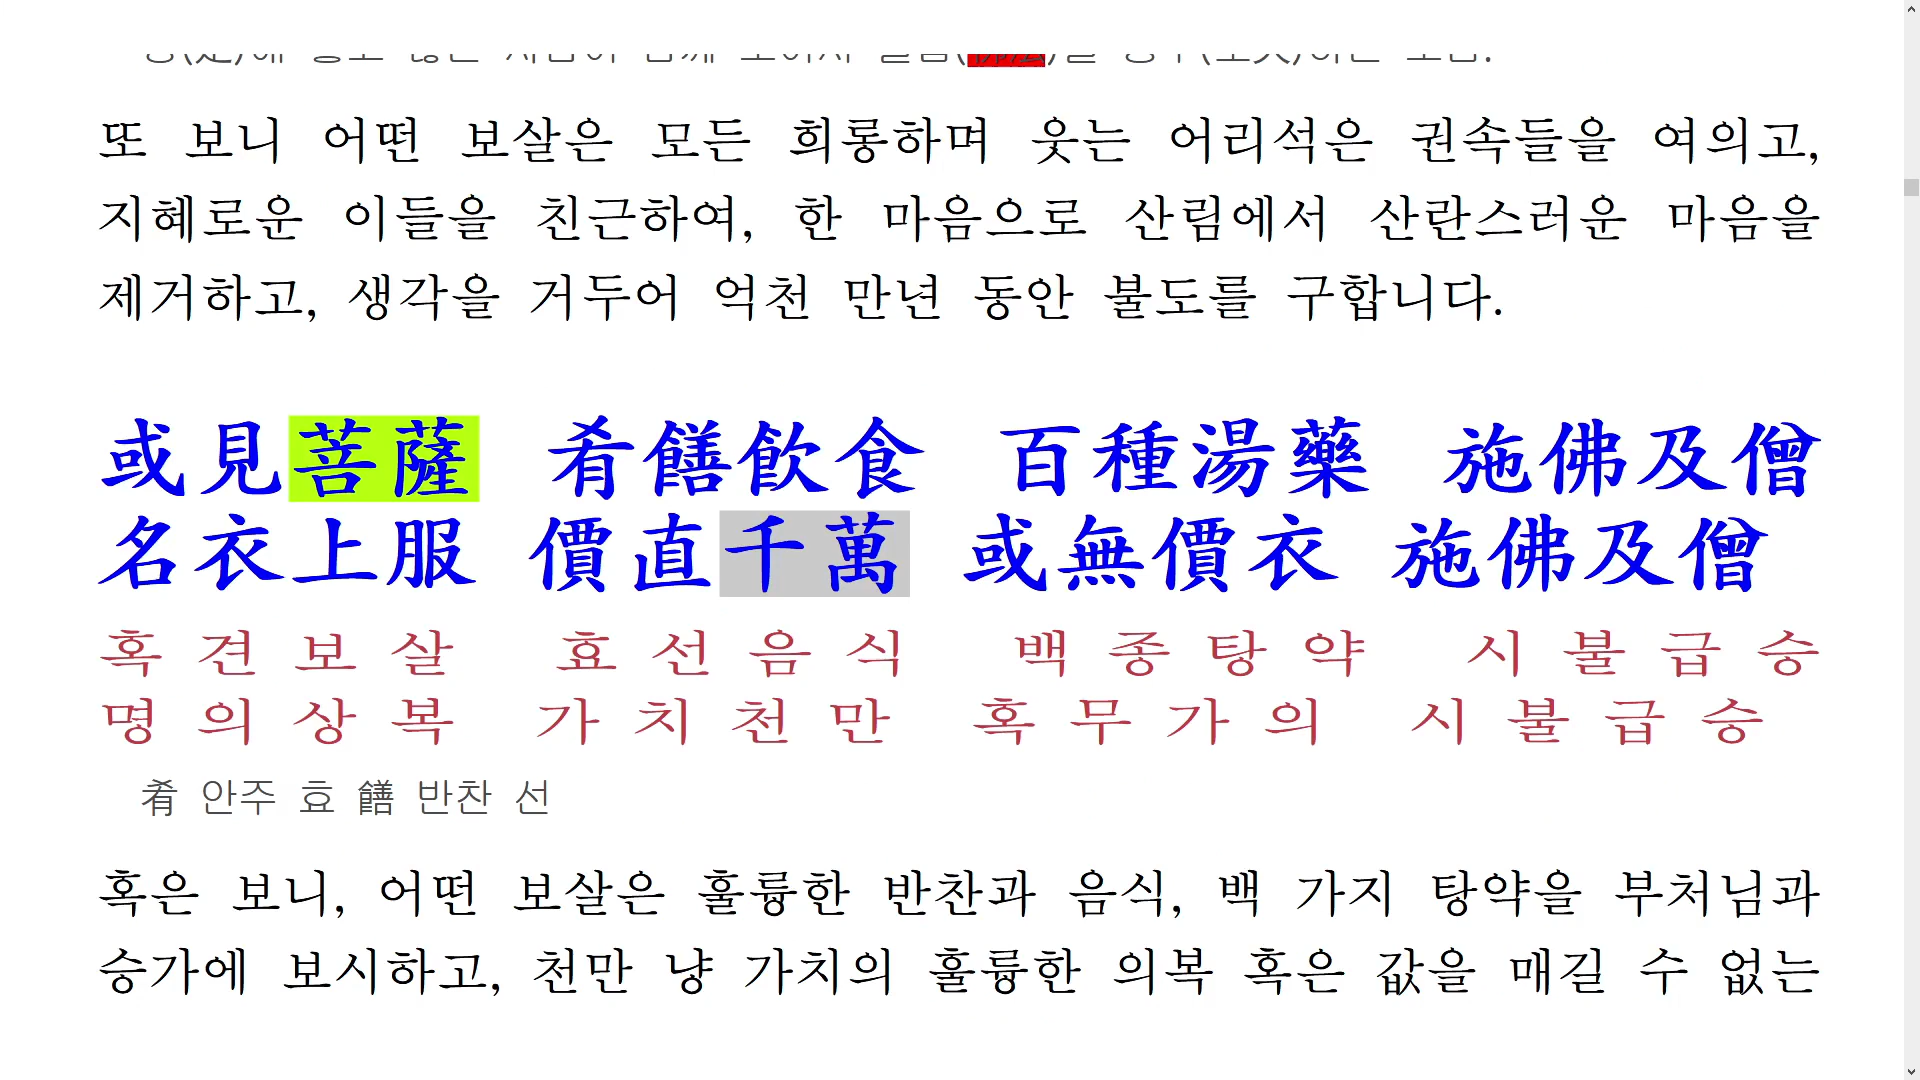 또 보니 어떤 보살은 모든 희롱하며 웃는 어리석은 권속들을 여의고,
지혜로운 이들을 친근하여, 한 마음으로 산림에서 산란스러운 마음을
제거하고, 생각을 거두어 억천 만년 동안 불도를 구합니다.
或見菩薩 肴饍飮食 百種湯藥 施佛及僧
名衣上服 價直千萬 或無價衣 施佛及僧
혹견보살 효선음식 백종탕약 시불급승
명의상복 가치천만 혹무가의 시불급승
肴 안주 효 饍 반찬 선
혹은 보니, 어떤 보살은 훌륭한 반찬과 음식, 백 가지 탕약을 부처님과
승가에 보시하고, 천만 냥 가치의 훌륭한 의복 혹은 값을 매길 수 없는